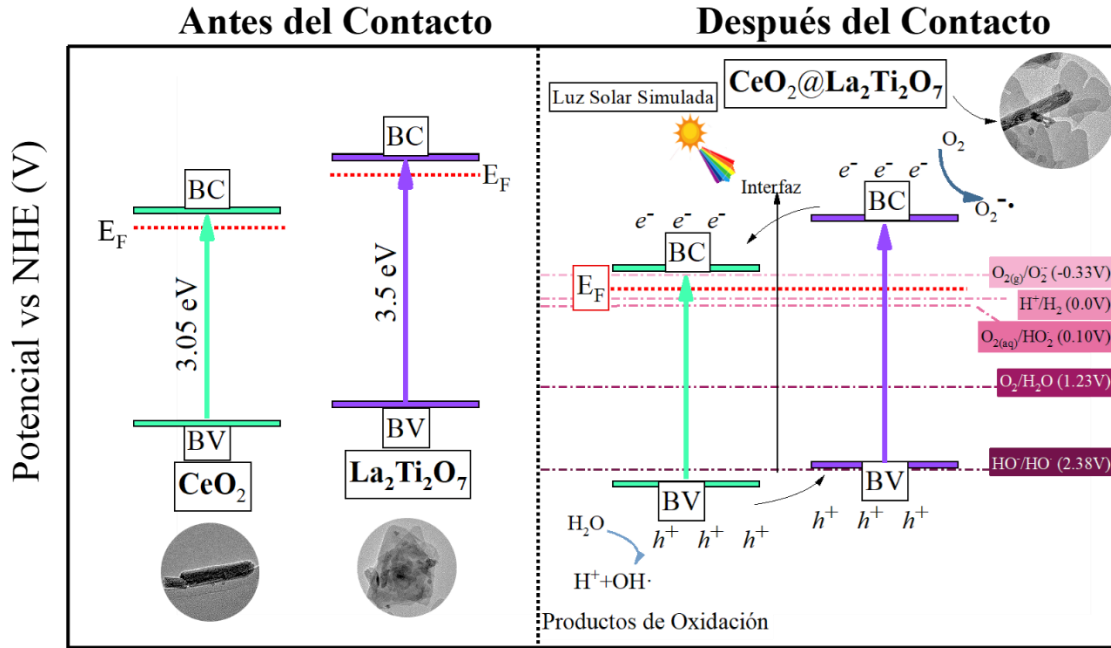 Antes del Contacto
Después del Contacto
Potencial vs NHE (V)
BC
E_F
3.05 eV
BV
CeO₂
BC
E_F
3.5 eV
BV
La₂Ti₂O₇
Luz Solar Simulada
CeO₂@La₂Ti₂O₇
Interfaz
O₂
O₂⁻·
e⁻ e⁻ e⁻
BC
e⁻ e⁻ e⁻
BC
E_F
O₂₍g₎/O₂⁻ (-0.33V)
H⁺/H₂ (0.0V)
O₂₍aq₎/HO₂⁻ (0.10V)
O₂/H₂O (1.23V)
HO⁻/HO· (2.38V)
BV
h⁺ h⁺ h⁺
BV
h⁺ h⁺ h⁺
H₂O
H⁺+OH·
Productos de Oxidación